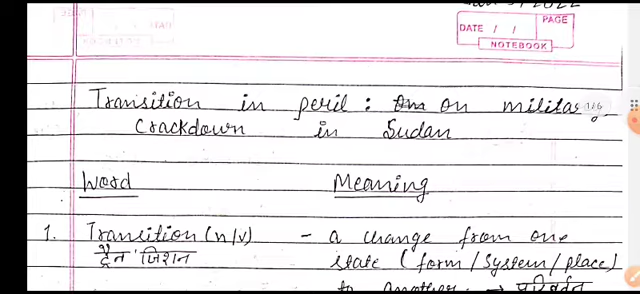 DATE / /
PAGE
NOTEBOOK
Transition in peril : On military
crackdown in Sudan
Word Meaning
1. Transition (n/v) - a change from one
ट्रैन'जिशन state (form/system/place)
to another. → परिवर्तन